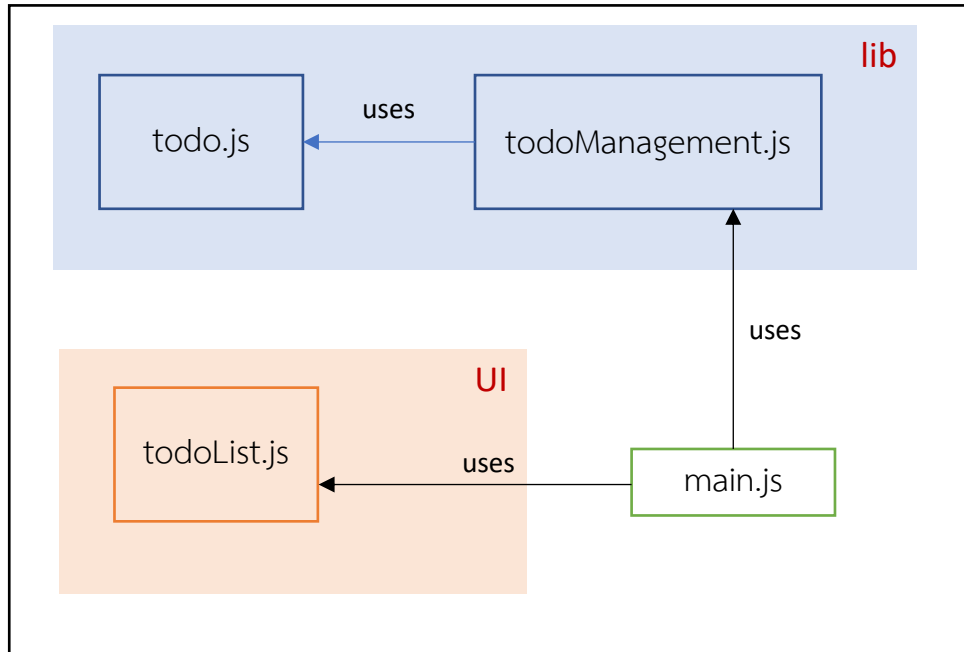 lib
uses
todo.js
todoManagement.js
uses
UI
todoList.js
uses
main.js